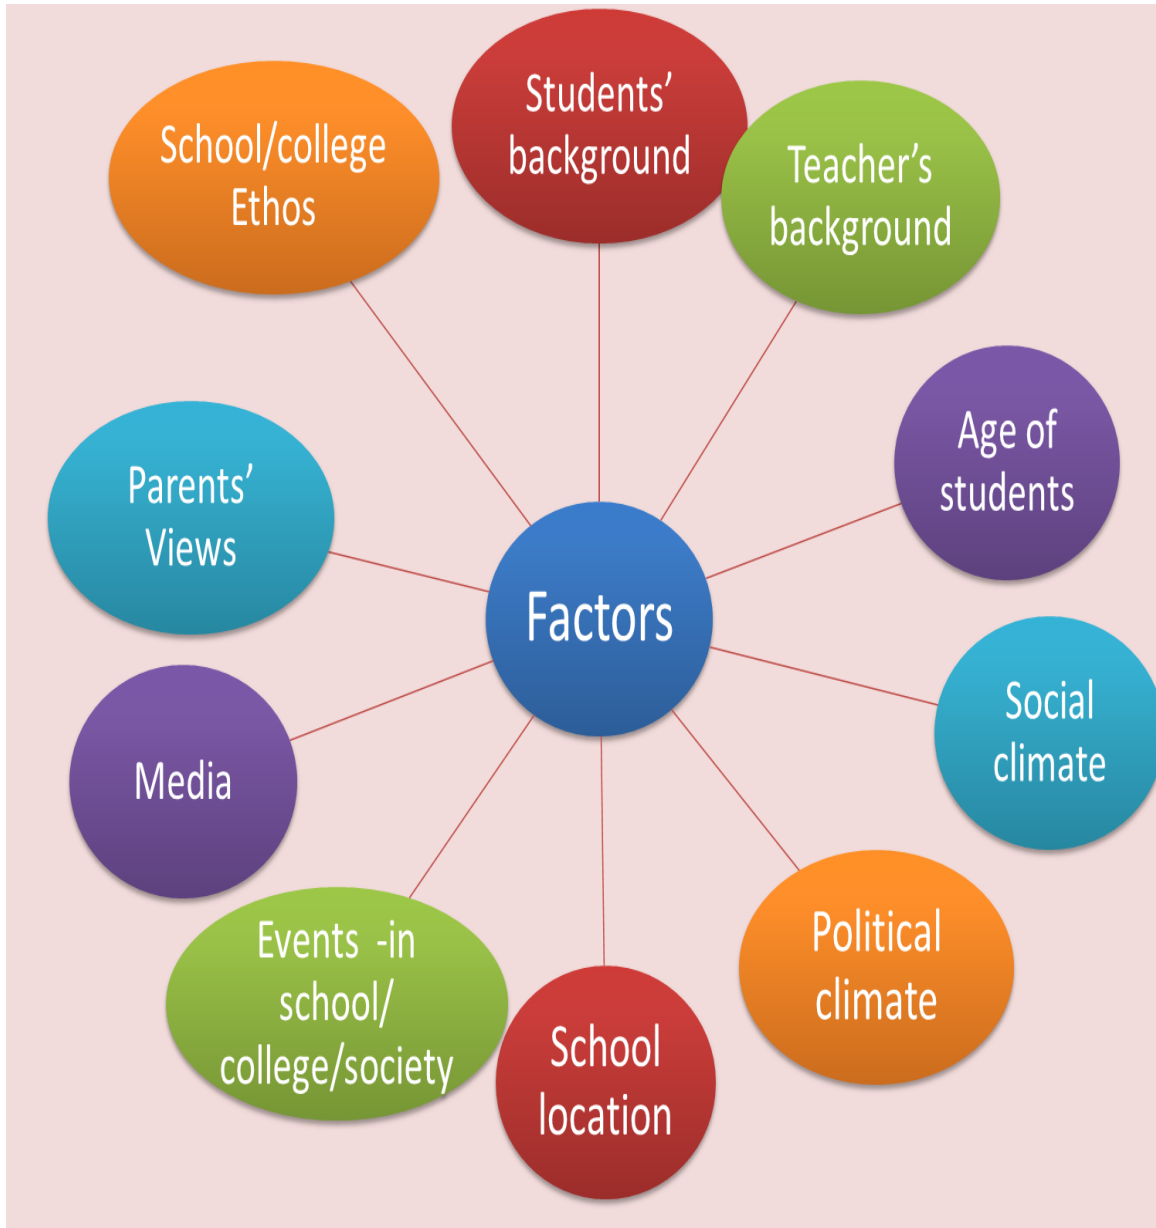 Students’
background
School/college
Ethos
Teacher’s
background
Age of
students
Parents’
Views
Factors
Social
climate
Media
Political
climate
Events -in
school/
college/society
School
location